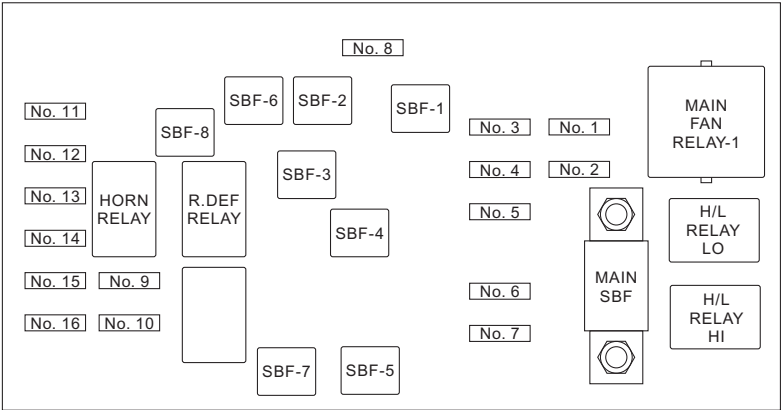 No. 8
SBF-6
SBF-2
SBF-1
MAIN
FAN
RELAY-1
No. 11
SBF-8
No. 3
No. 1
No. 12
SBF-3
No. 4
No. 2
HORN
RELAY
R.DEF
RELAY
No. 13
No. 5
H/L
RELAY
LO
No. 14
SBF-4
No. 15
No. 9
MAIN
SBF
No. 6
H/L
RELAY
HI
No. 16
No. 10
No. 7
SBF-7
SBF-5